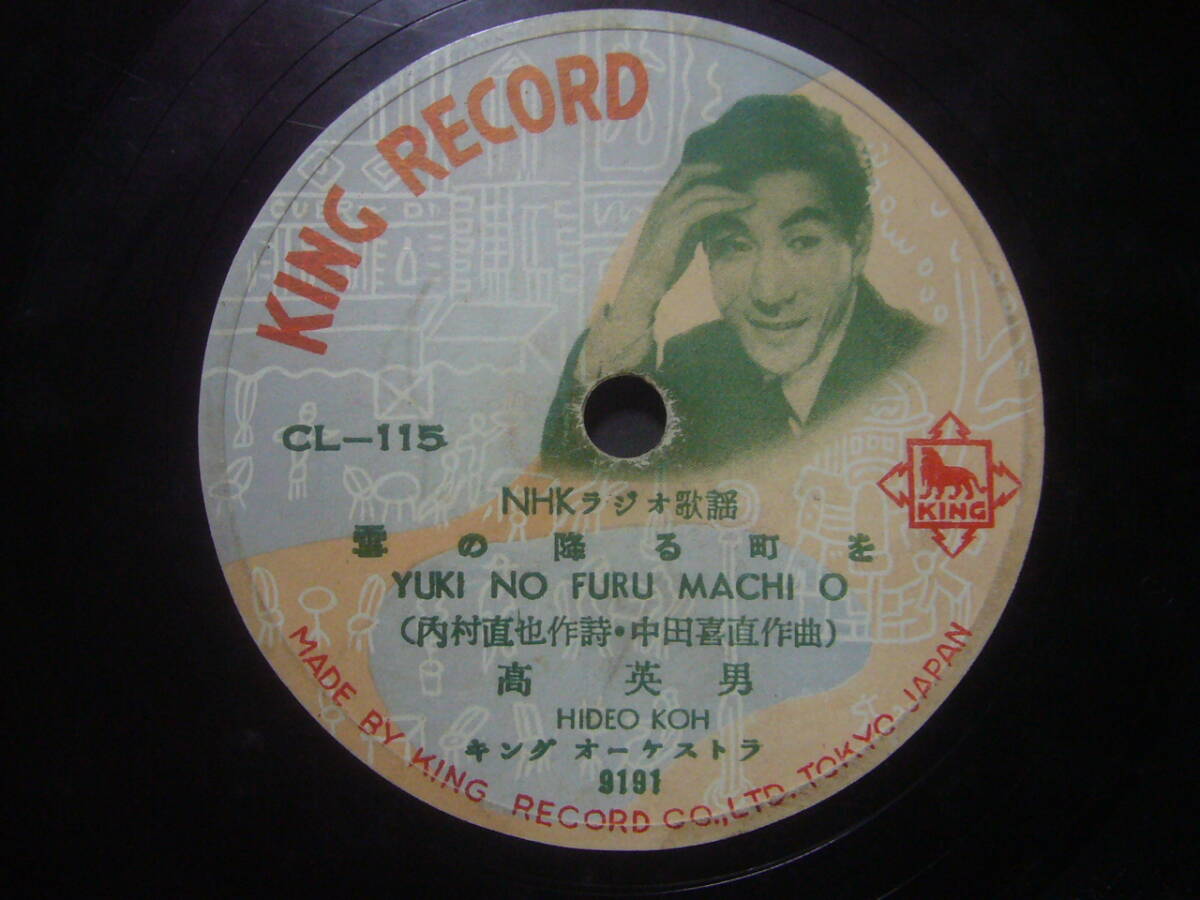 KING RECORD
CL-115
KING
NHKラジオ歌謡
雪の降る町を
YUKI NO FURU MACHI O
(内村直也作詩・中田喜直作曲)
高英男
HIDEO KOH
キングオーケストラ
9191
MADE BY KING RECORD CO., LTD. TOKYO JAPAN